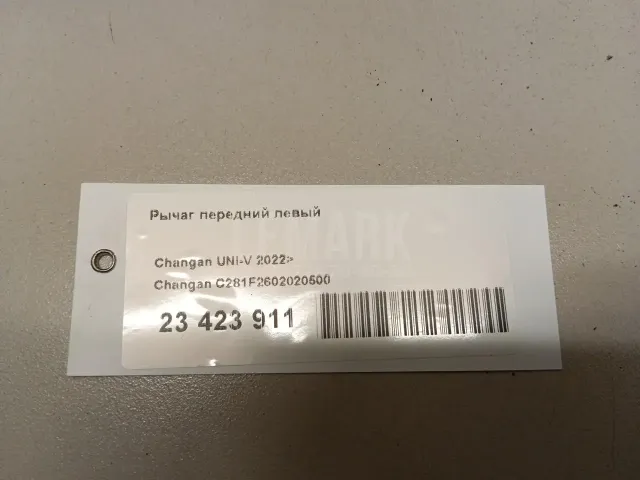 Рычаг передний левый
Changan UNI-V 2022>
Changan C281F2602020500
23 423 911